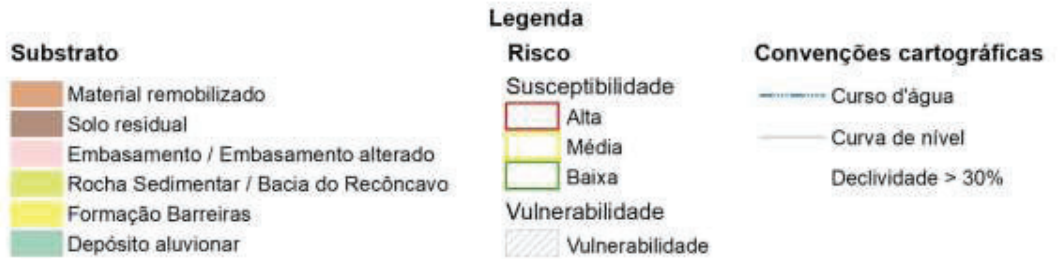 Legenda
Substrato
Material remobilizado
Solo residual
Embasamento / Embasamento alterado
Rocha Sedimentar / Bacia do Recôncavo
Formação Barreiras
Depósito aluvionar
Risco
Susceptibilidade
Alta
Média
Baixa
Vulnerabilidade
Vulnerabilidade
Convenções cartográficas
Curso d'água
Curva de nível
Declividade > 30%